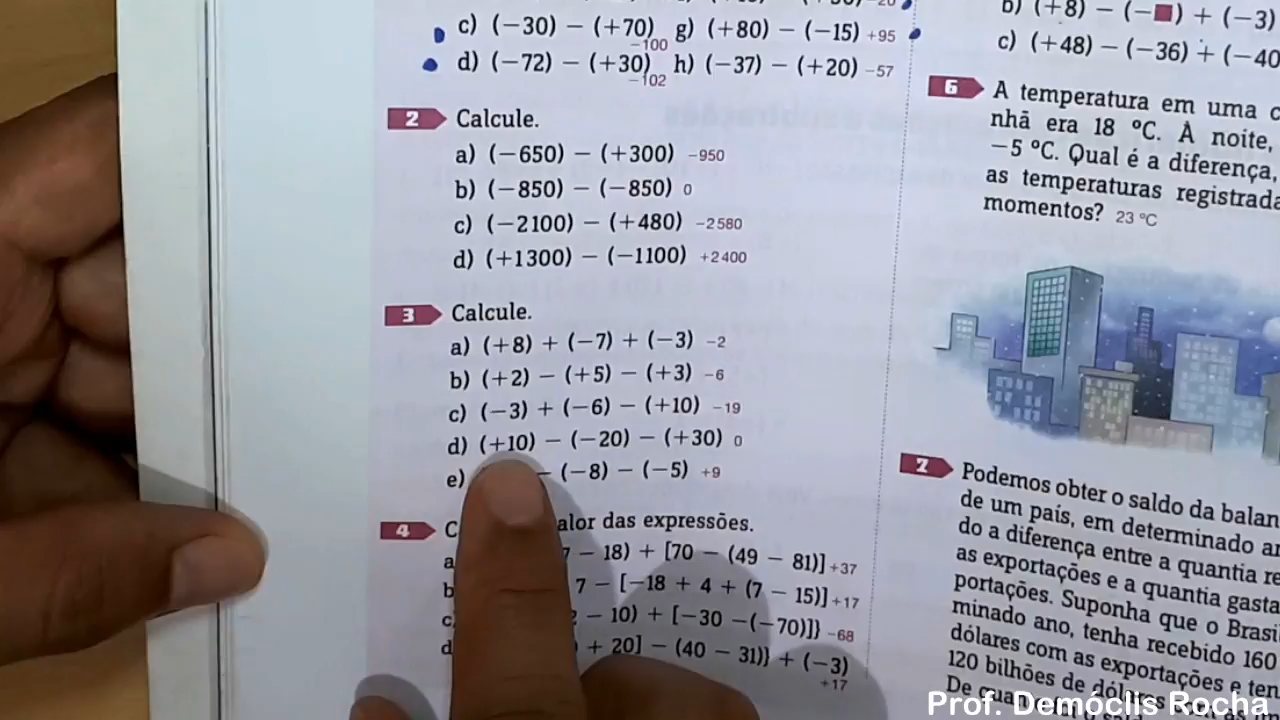 c) (−30) − (+70) −100 g) (+80) − (−15) +95
d) (−72) − (+30) −102 h) (−37) − (+20) −57
2 Calcule.
a) (−650) − (+300) −950
b) (−850) − (−850) 0
c) (−2100) − (+480) −2580
d) (+1300) − (−1100) +2400
3 Calcule.
a) (+8) + (−7) + (−3) −2
b) (+2) − (+5) − (+3) −6
c) (−3) + (−6) − (+10) −19
d) (+10) − (−20) − (+30) 0
e) − (−8) − (−5) +9
4 C alor das expressões.
a − 18) + [70 − (49 − 81)] +37
b 7 − [−18 + 4 + (7 − 15)] +17
c − 10) + [−30 −(−70)]} −68
d + 20] − (40 − 31)} + (−3) +17
b) (+8) − (−■) + (−3)
c) (+48) − (−36) + (−40
6 A temperatura em uma c
nhã era 18 °C. À noite,
−5 °C. Qual é a diferença,
as temperaturas registrada
momentos? 23 °C
7 Podemos obter o saldo da balan
de um país, em determinado a
do a diferença entre a quantia re
as exportações e a quantia gasta
portações. Suponha que o Brasi
minado ano, tenha recebido 160
dólares com as exportações e ten
120 bilhões de
De quan
Prof. Demóclis Rocha